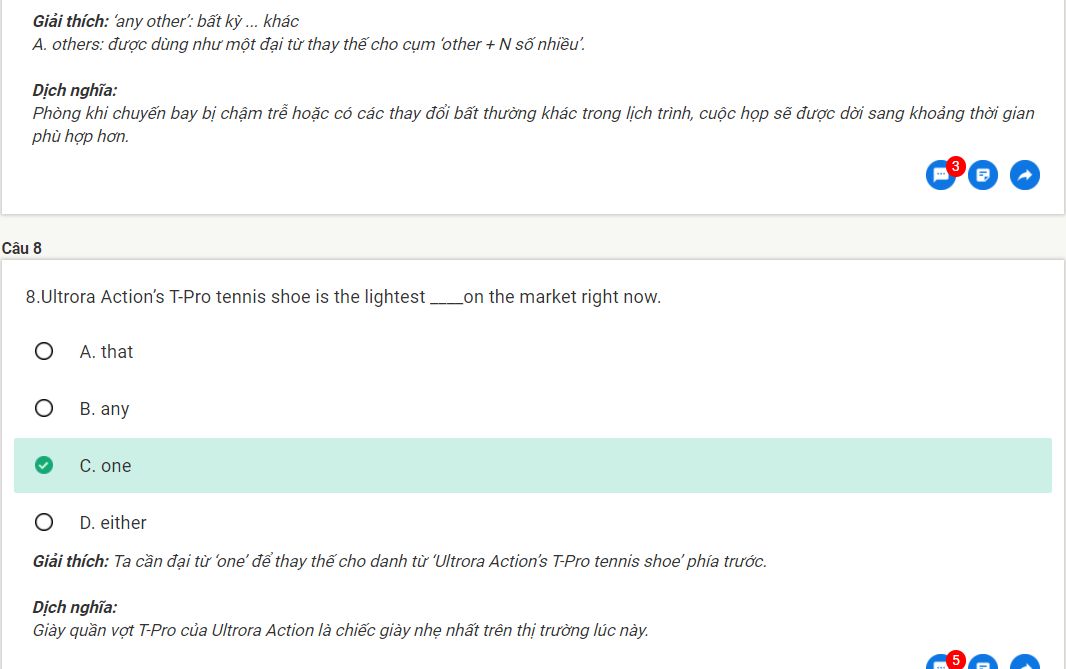 Giải thích: ‘any other’: bất kỳ ... khác
A. others: được dùng như một đại từ thay thế cho cụm ‘other + N số nhiều’.
Dịch nghĩa:
Phòng khi chuyến bay bị chậm trễ hoặc có các thay đổi bất thường khác trong lịch trình, cuộc họp sẽ được dời sang khoảng thời gian
phù hợp hơn.
3
Câu 8
8.Ultrora Action’s T-Pro tennis shoe is the lightest ____on the market right now.
A. that
B. any
C. one
D. either
Giải thích: Ta cần đại từ ‘one’ để thay thế cho danh từ ‘Ultrora Action’s T-Pro tennis shoe’ phía trước.
Dịch nghĩa:
Giày quần vợt T-Pro của Ultrora Action là chiếc giày nhẹ nhất trên thị trường lúc này.
5